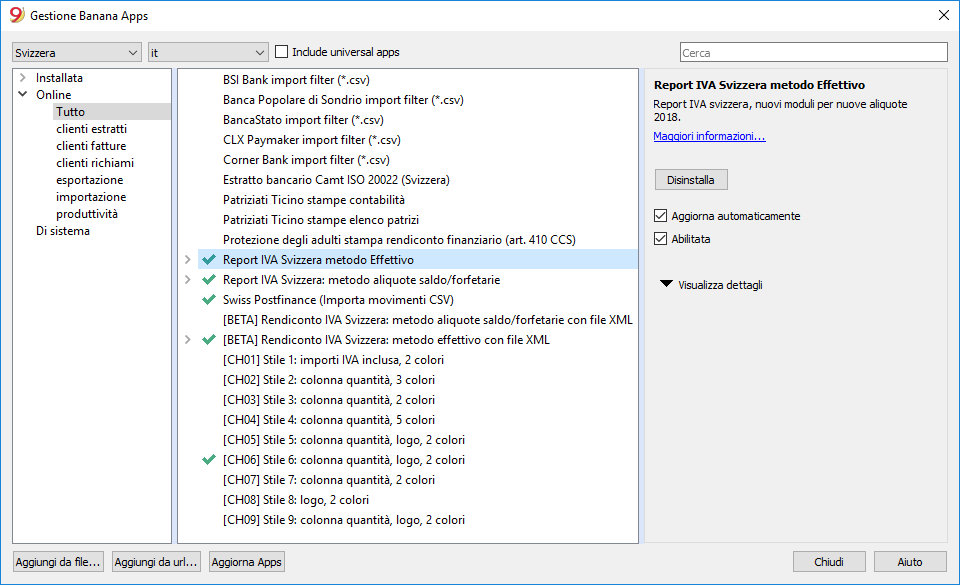 Gestione Banana Apps
Svizzera
it
Include universal apps
Cerca
Installata
Online
Tutto
clienti estratti
clienti fatture
clienti richiami
esportazione
importazione
produttività
Di sistema
BSI Bank import filter (*.csv)
Banca Popolare di Sondrio import filter (*.csv)
BancaStato import filter (*.csv)
CLX Paymaker import filter (*.csv)
Corner Bank import filter (*.csv)
Estratto bancario Camt ISO 20022 (Svizzera)
Patriziati Ticino stampe contabilità
Patriziati Ticino stampe elenco patrizi
Protezione degli adulti stampa rendiconto finanziario (art. 410 CCS)
Report IVA Svizzera metodo Effettivo
Report IVA Svizzera: metodo aliquote saldo/forfetarie
Swiss Postfinance (Importa movimenti CSV)
[BETA] Rendiconto IVA Svizzera: metodo aliquote saldo/forfetarie con file XML
[BETA] Rendiconto IVA Svizzera: metodo effettivo con file XML
[CH01] Stile 1: importi IVA inclusa, 2 colori
[CH02] Stile 2: colonna quantità, 3 colori
[CH03] Stile 3: colonna quantità, 2 colori
[CH04] Stile 4: colonna quantità, 5 colori
[CH05] Stile 5: colonna quantità, logo, 2 colori
[CH06] Stile 6: colonna quantità, logo, 2 colori
[CH07] Stile 7: colonna quantità, 2 colori
[CH08] Stile 8: logo, 2 colori
[CH09] Stile 9: colonna quantità, logo, 2 colori
Report IVA Svizzera metodo Effettivo
Report IVA svizzera, nuovi moduli per nuove aliquote
2018.
Maggiori informazioni...
Disinstalla
Aggiorna automaticamente
Abilitata
Visualizza dettagli
Aggiungi da file...
Aggiungi da url...
Aggiorna Apps
Chiudi
Aiuto